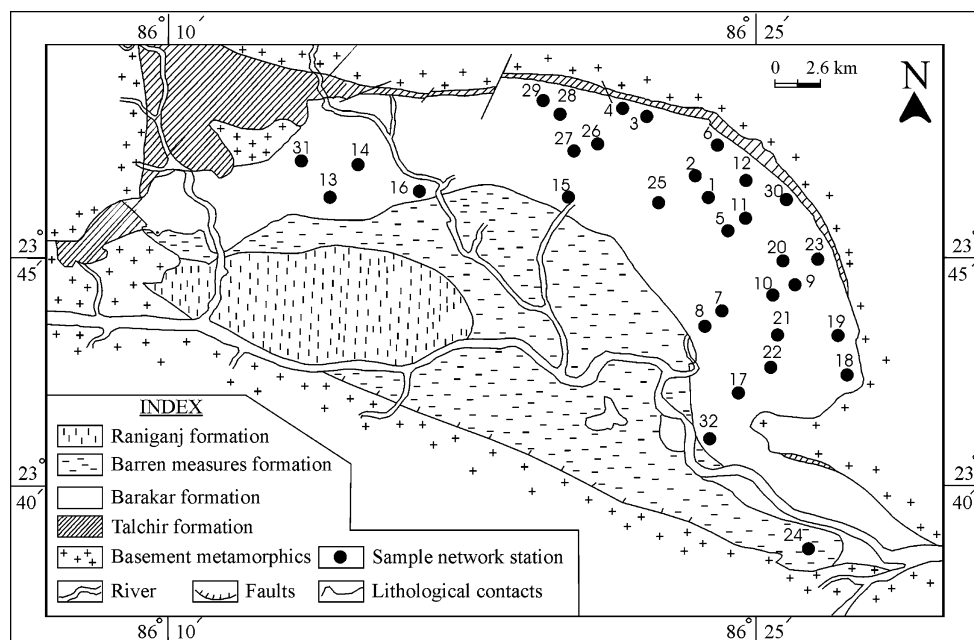 86° 10′ 86° 25′
0 2.6 km
N
29 28 4 3
27 26 6
31 14 2 12
13 16 15 25 1 30
5 11
23° 45′ 20 23 23° 45′
10 9
8 7 21 19
22 18
17
INDEX
32
Raniganj formation
Barren measures formation
23° 40′ 23° 40′
Barakar formation
Talchir formation
24
Basement metamorphics Sample network station
River Faults Lithological contacts
86° 10′ 86° 25′